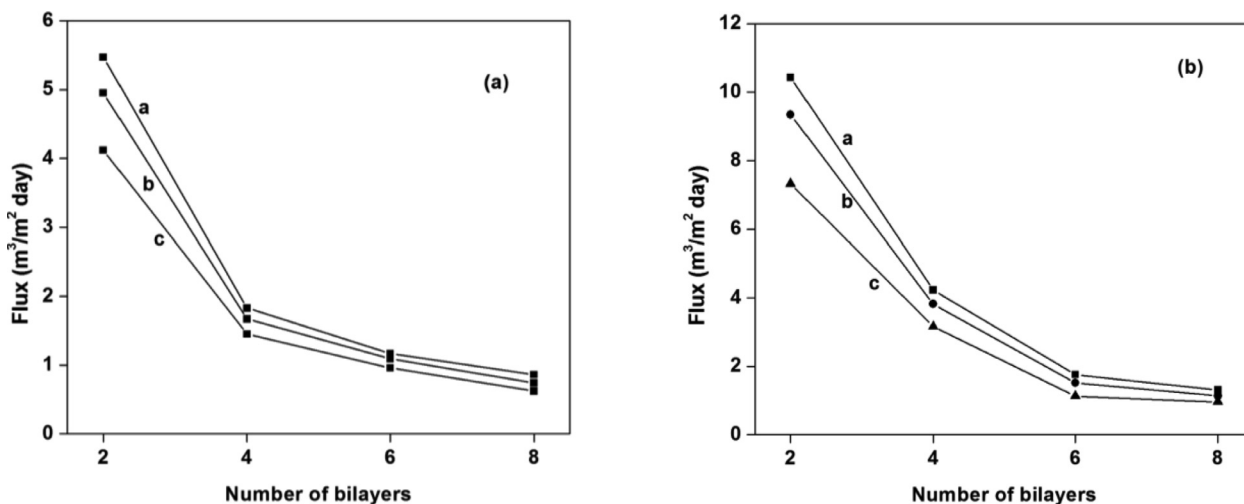 6
5
4
3
2
1
0
Flux (m³/m² day)
(a)
a
b
c
2 4 6 8
Number of bilayers
12
10
8
6
4
2
0
Flux (m³/m² day)
(b)
a
b
c
2 4 6 8
Number of bilayers